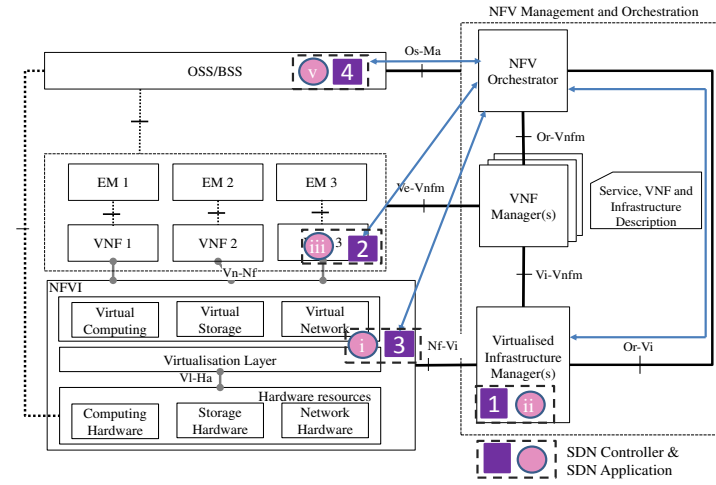 NFV Management and Orchestration
Os-Ma
OSS/BSS
v
4
NFV
Orchestrator
Or-Vnfm
EM 1
EM 2
EM 3
Ve-Vnfm
VNF
Manager(s)
Service, VNF and
Infrastructure
Description
VNF 1
VNF 2
iii
3
2
Vn-Nf
Vi-Vnfm
NFVI
Virtual
Computing
Virtual
Storage
Virtual
Network
i
3
Nf-Vi
Virtualised
Infrastructure
Manager(s)
Or-Vi
Virtualisation Layer
Vl-Ha
Hardware resources
1
ii
Computing
Hardware
Storage
Hardware
Network
Hardware
SDN Controller &
SDN Application